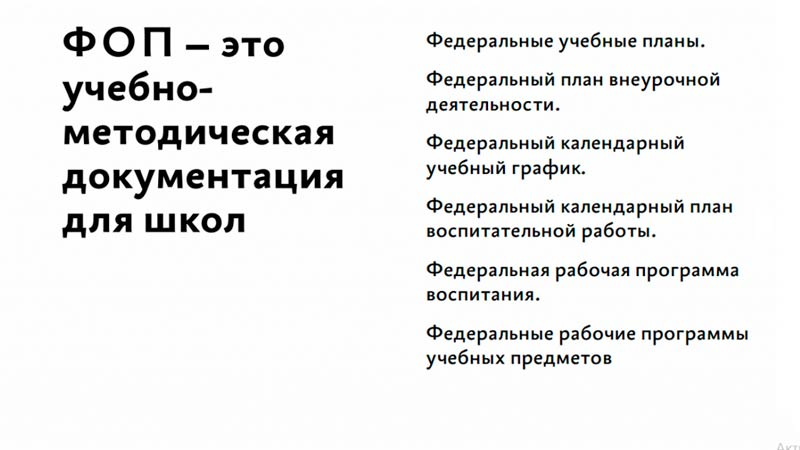 ФОП – это
учебно-
методическая
документация
для школ
Федеральные учебные планы.
Федеральный план внеурочной
деятельности.
Федеральный календарный
учебный график.
Федеральный календарный план
воспитательной работы.
Федеральная рабочая программа
воспитания.
Федеральные рабочие программы
учебных предметов